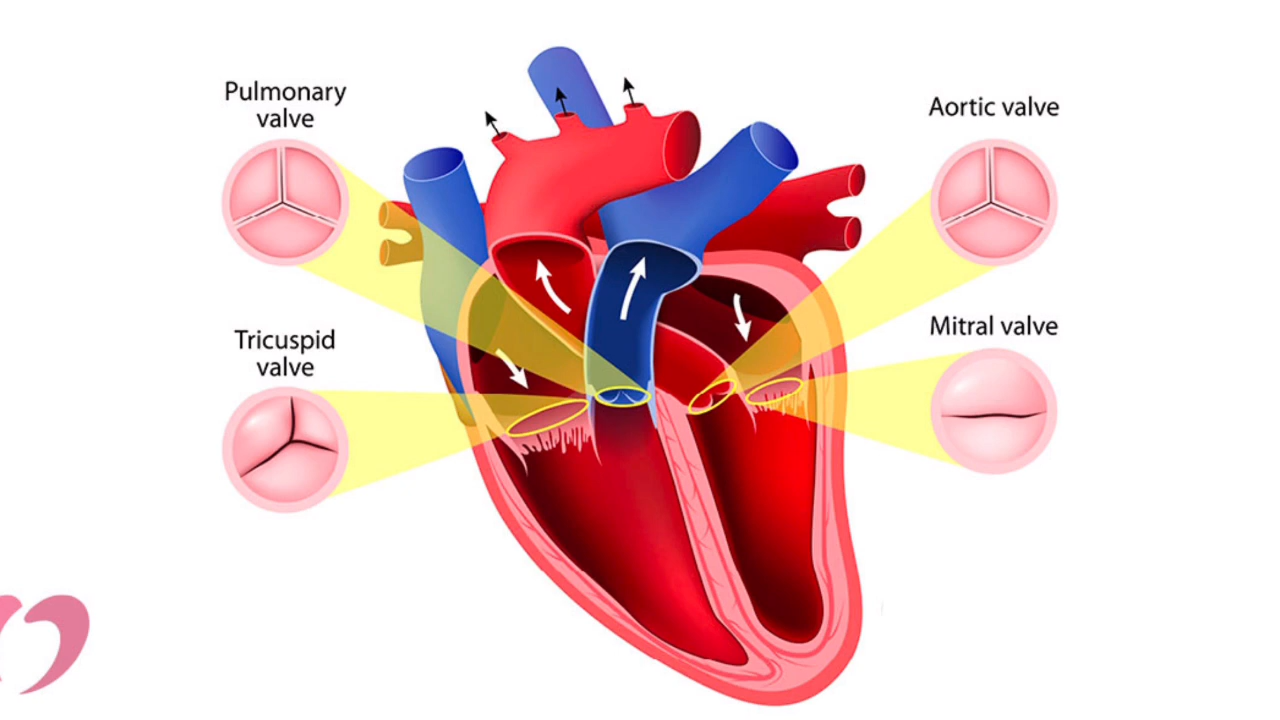 Pulmonary
valve
Aortic valve
Tricuspid
valve
Mitral valve